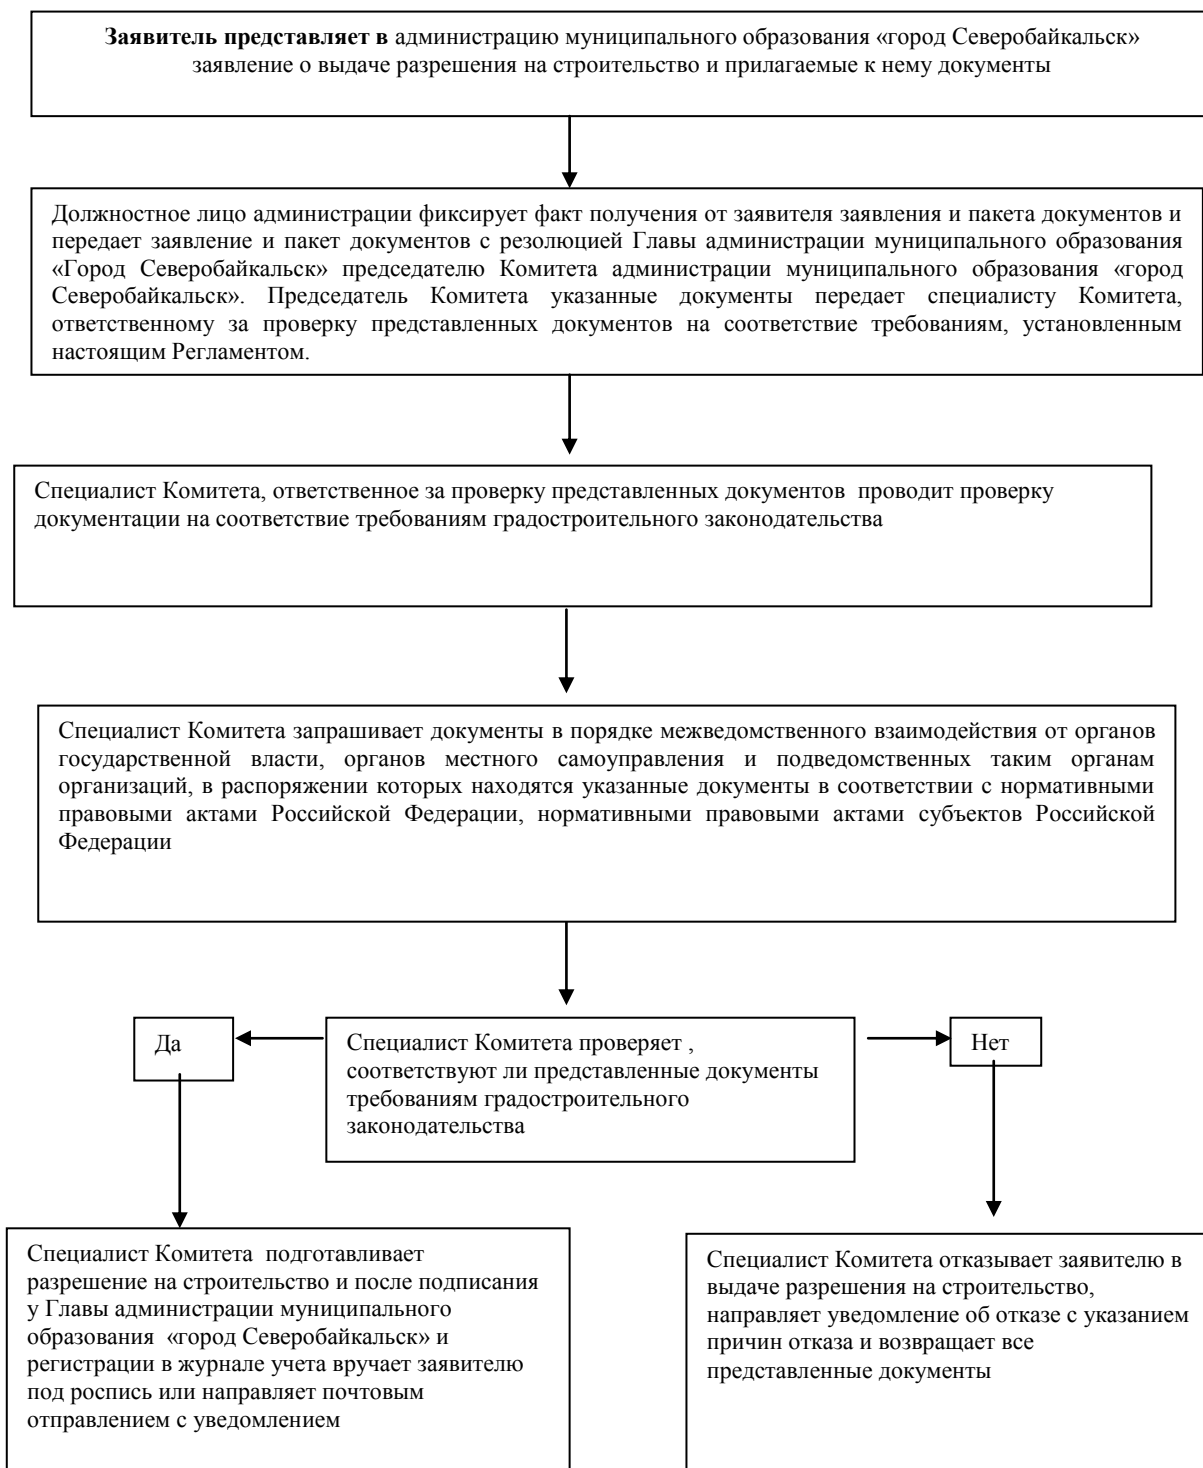 Заявитель представляет в администрацию муниципального образования «город Северобайкальск»
заявление о выдаче разрешения на строительство и прилагаемые к нему документы
Должностное лицо администрации фиксирует факт получения от заявителя заявления и пакета документов и
передает заявление и пакет документов с резолюцией Главы администрации муниципального образования
«Город Северобайкальск» председателю Комитета администрации муниципального образования «город
Северобайкальск». Председатель Комитета указанные документы передает специалисту Комитета,
ответственному за проверку представленных документов на соответствие требованиям, установленным
настоящим Регламентом.
Специалист Комитета, ответственное за проверку представленных документов  проводит проверку
документации на соответствие требованиям градостроительного законодательства
Специалист Комитета запрашивает документы в порядке межведомственного взаимодействия от органов
государственной власти, органов местного самоуправления и подведомственных таким органам
организаций, в распоряжении которых находятся указанные документы в соответствии с нормативными
правовыми актами Российской Федерации, нормативными правовыми актами субъектов Российской
Федерации
Да
Специалист Комитета проверяет ,
соответствуют ли представленные документы
требованиям градостроительного
законодательства
Нет
Специалист Комитета  подготавливает
разрешение на строительство и после подписания
у Главы администрации муниципального
образования  «город Северобайкальск» и
регистрации в журнале учета вручает заявителю
под роспись или направляет почтовым
отправлением с уведомлением
Специалист Комитета отказывает заявителю в
выдаче разрешения на строительство,
направляет уведомление об отказе с указанием
причин отказа и возвращает все
представленные документы